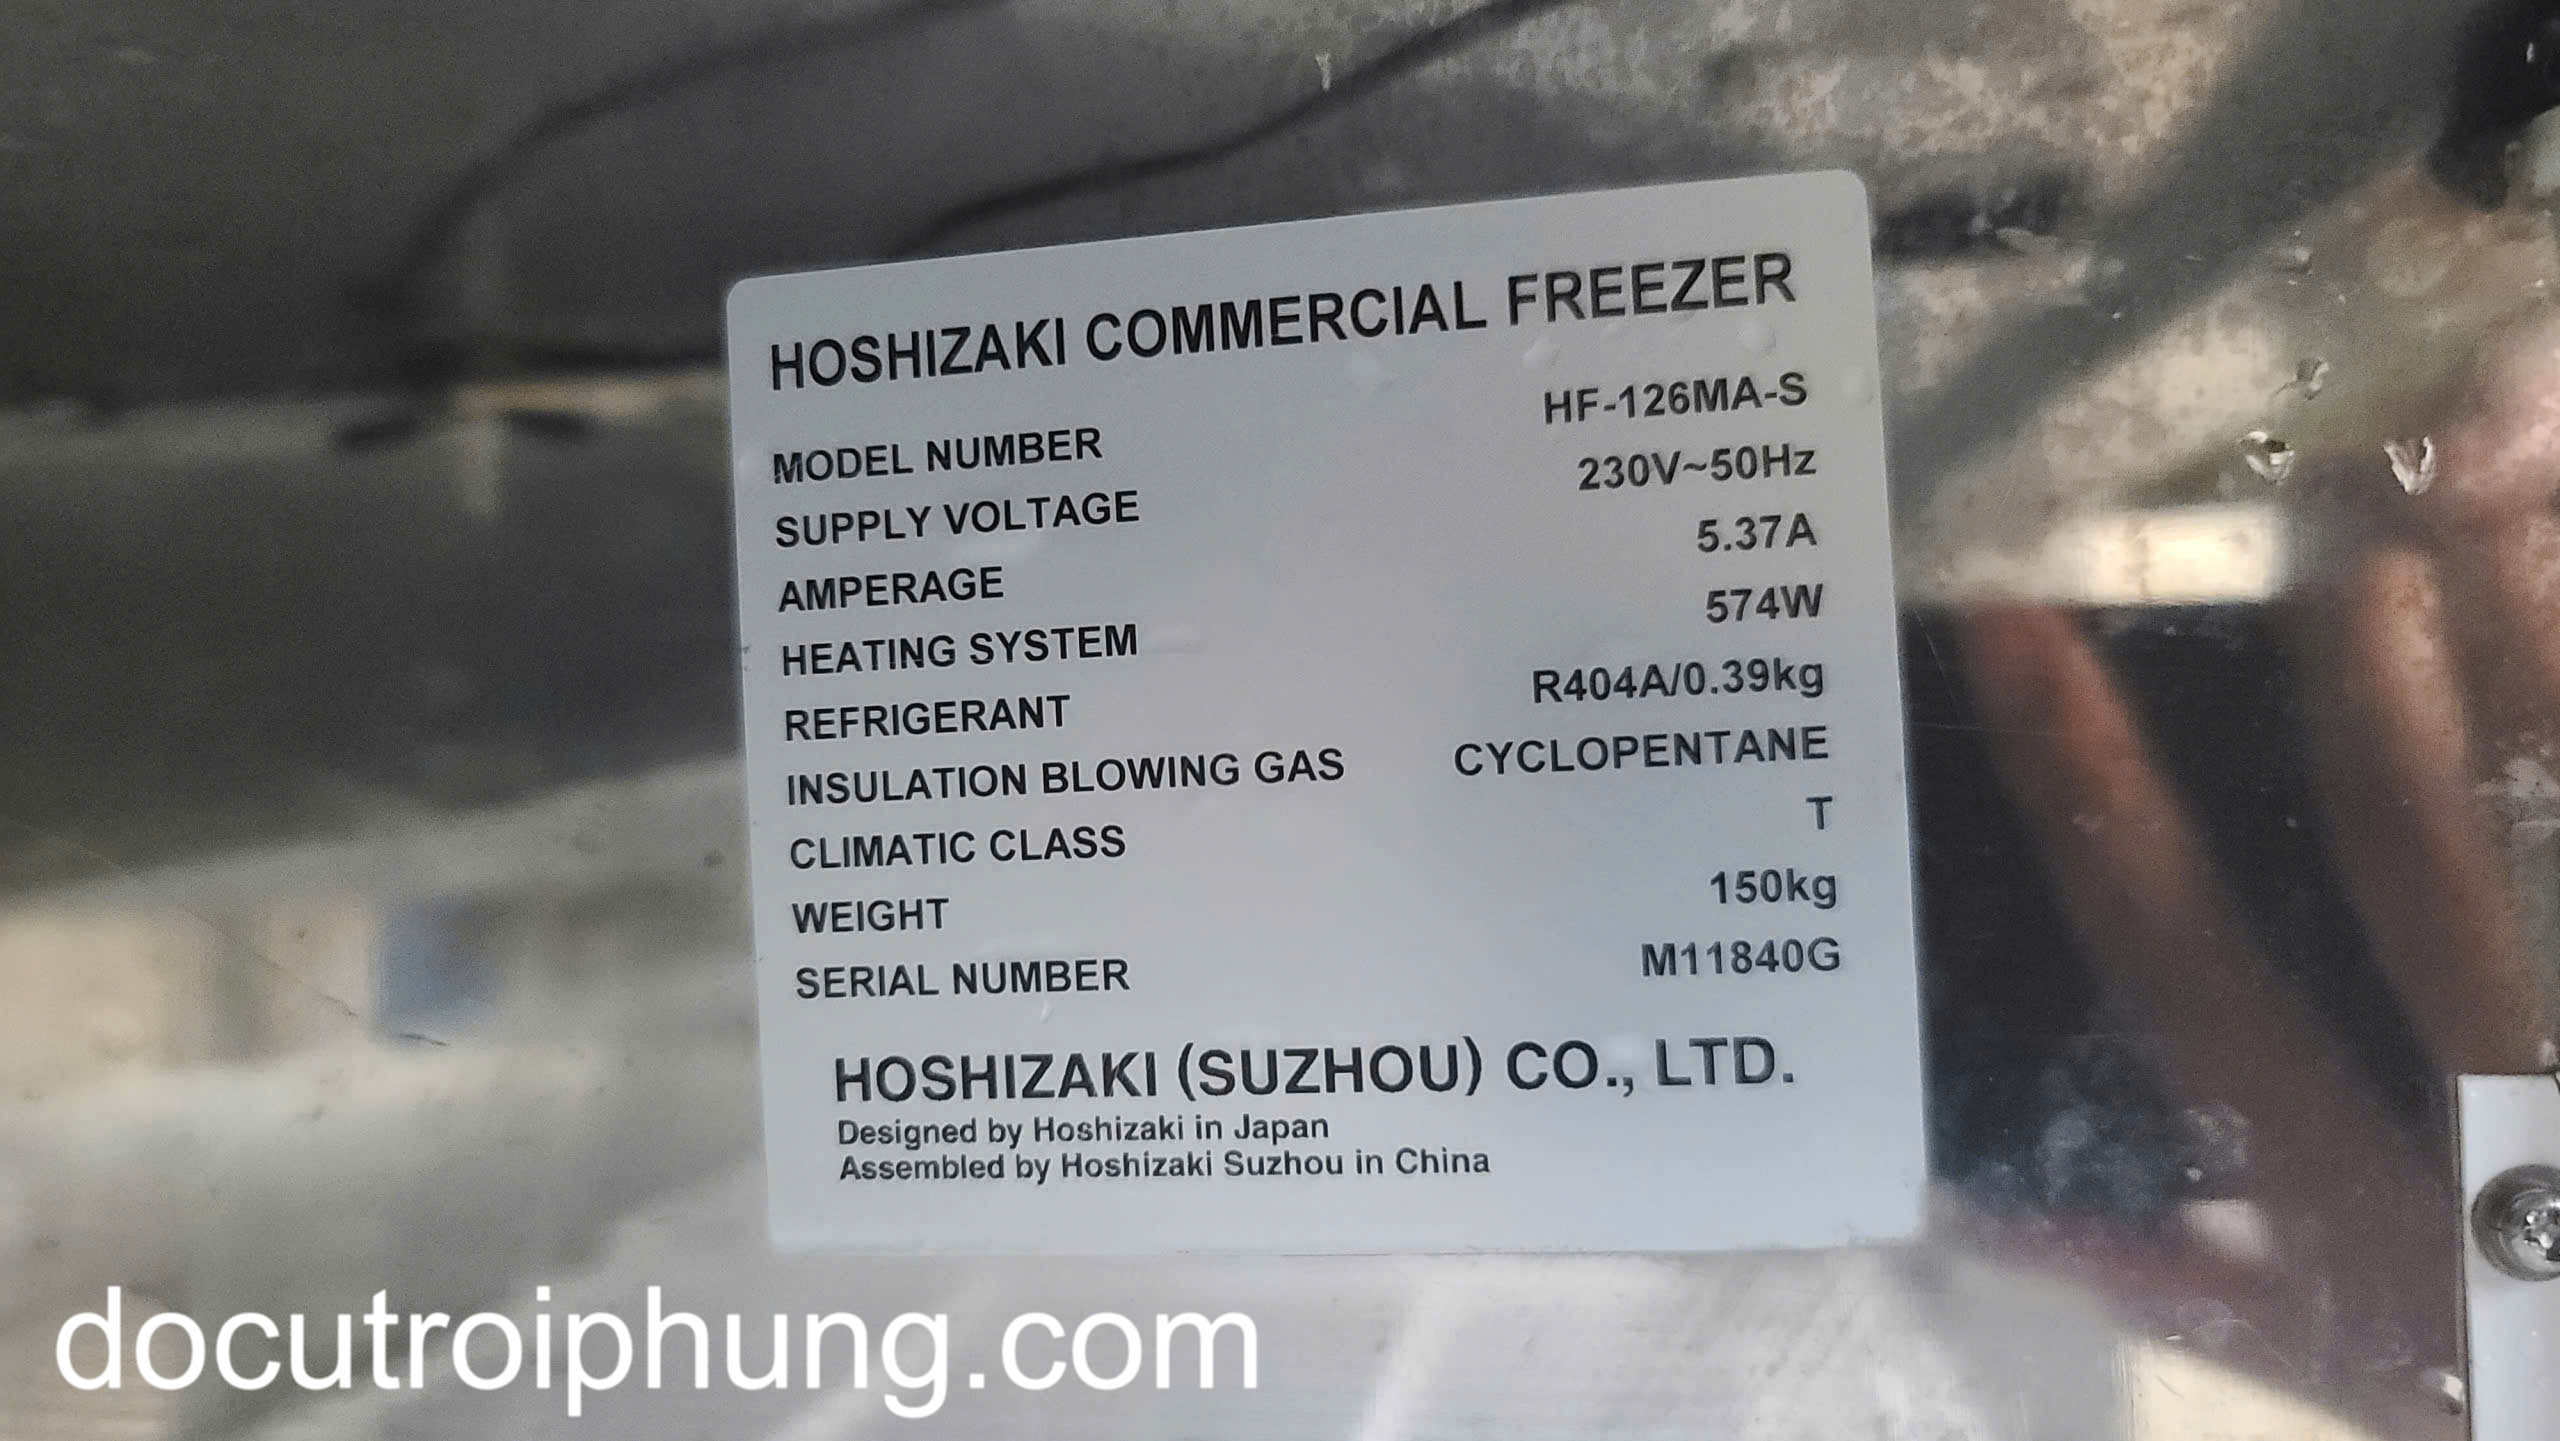 HOSHIZAKI COMMERCIAL FREEZER
MODEL NUMBER HF-126MA-S
SUPPLY VOLTAGE 230V~50Hz
AMPERAGE 5.37A
HEATING SYSTEM 574W
REFRIGERANT R404A/0.39kg
INSULATION BLOWING GAS CYCLOPENTANE
CLIMATIC CLASS T
WEIGHT 150kg
SERIAL NUMBER M11840G
HOSHIZAKI (SUZHOU) CO., LTD.
Designed by Hoshizaki in Japan
Assembled by Hoshizaki Suzhou in China
docutroiphung.com